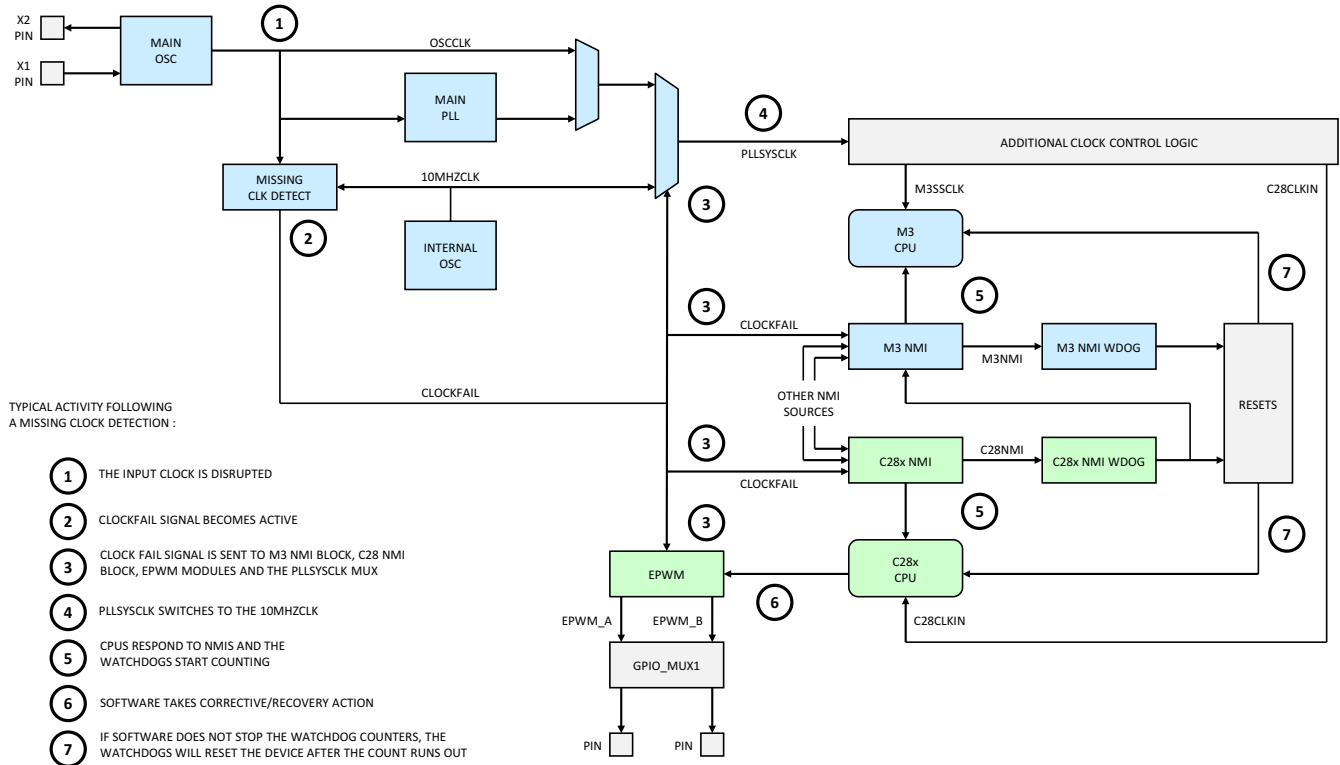 X2
PIN
X1
PIN
MAIN
OSC
1
OSCCLK
MAIN
PLL
4
PLLSYSCLK
ADDITIONAL CLOCK CONTROL LOGIC
MISSING
CLK DETECT
2
10MHZCLK
INTERNAL
OSC
3
M3SSCLK
C28CLKIN
M3
CPU
7
5
3
CLOCKFAIL
M3 NMI
M3NMI
M3 NMI WDOG
RESETS
CLOCKFAIL
OTHER NMI
SOURCES
3
CLOCKFAIL
C28x NMI
C28NMI
C28x NMI WDOG
5
7
3
EPWM
6
C28x
CPU
C28CLKIN
EPWM_A
EPWM_B
GPIO_MUX1
PIN
PIN
TYPICAL ACTIVITY FOLLOWING
A MISSING CLOCK DETECTION :
1 THE INPUT CLOCK IS DISRUPTED
2 CLOCKFAIL SIGNAL BECOMES ACTIVE
3 CLOCK FAIL SIGNAL IS SENT TO M3 NMI BLOCK, C28 NMI
BLOCK, EPWM MODULES AND THE PLLSYSCLK MUX
4 PLLSYSCLK SWITCHES TO THE 10MHZCLK
5 CPUS RESPOND TO NMIS AND THE
WATCHDOGS START COUNTING
6 SOFTWARE TAKES CORRECTIVE/RECOVERY ACTION
7 IF SOFTWARE DOES NOT STOP THE WATCHDOG COUNTERS, THE
WATCHDOGS WILL RESET THE DEVICE AFTER THE COUNT RUNS OUT